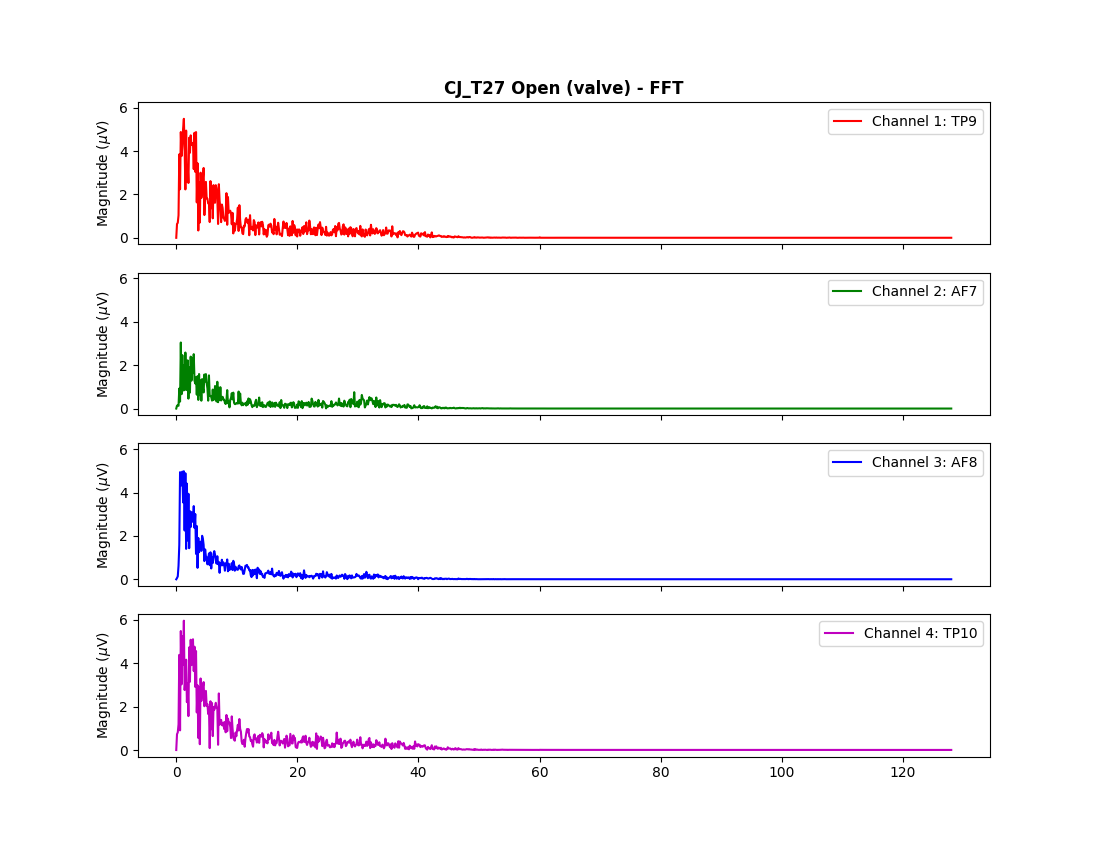 CJ_T27 Open (valve) - FFT
6
4
2
0
Magnitude (μV)
Channel 1: TP9
6
4
2
0
Magnitude (μV)
Channel 2: AF7
6
4
2
0
Magnitude (μV)
Channel 3: AF8
6
4
2
0
Magnitude (μV)
Channel 4: TP10
0 20 40 60 80 100 120